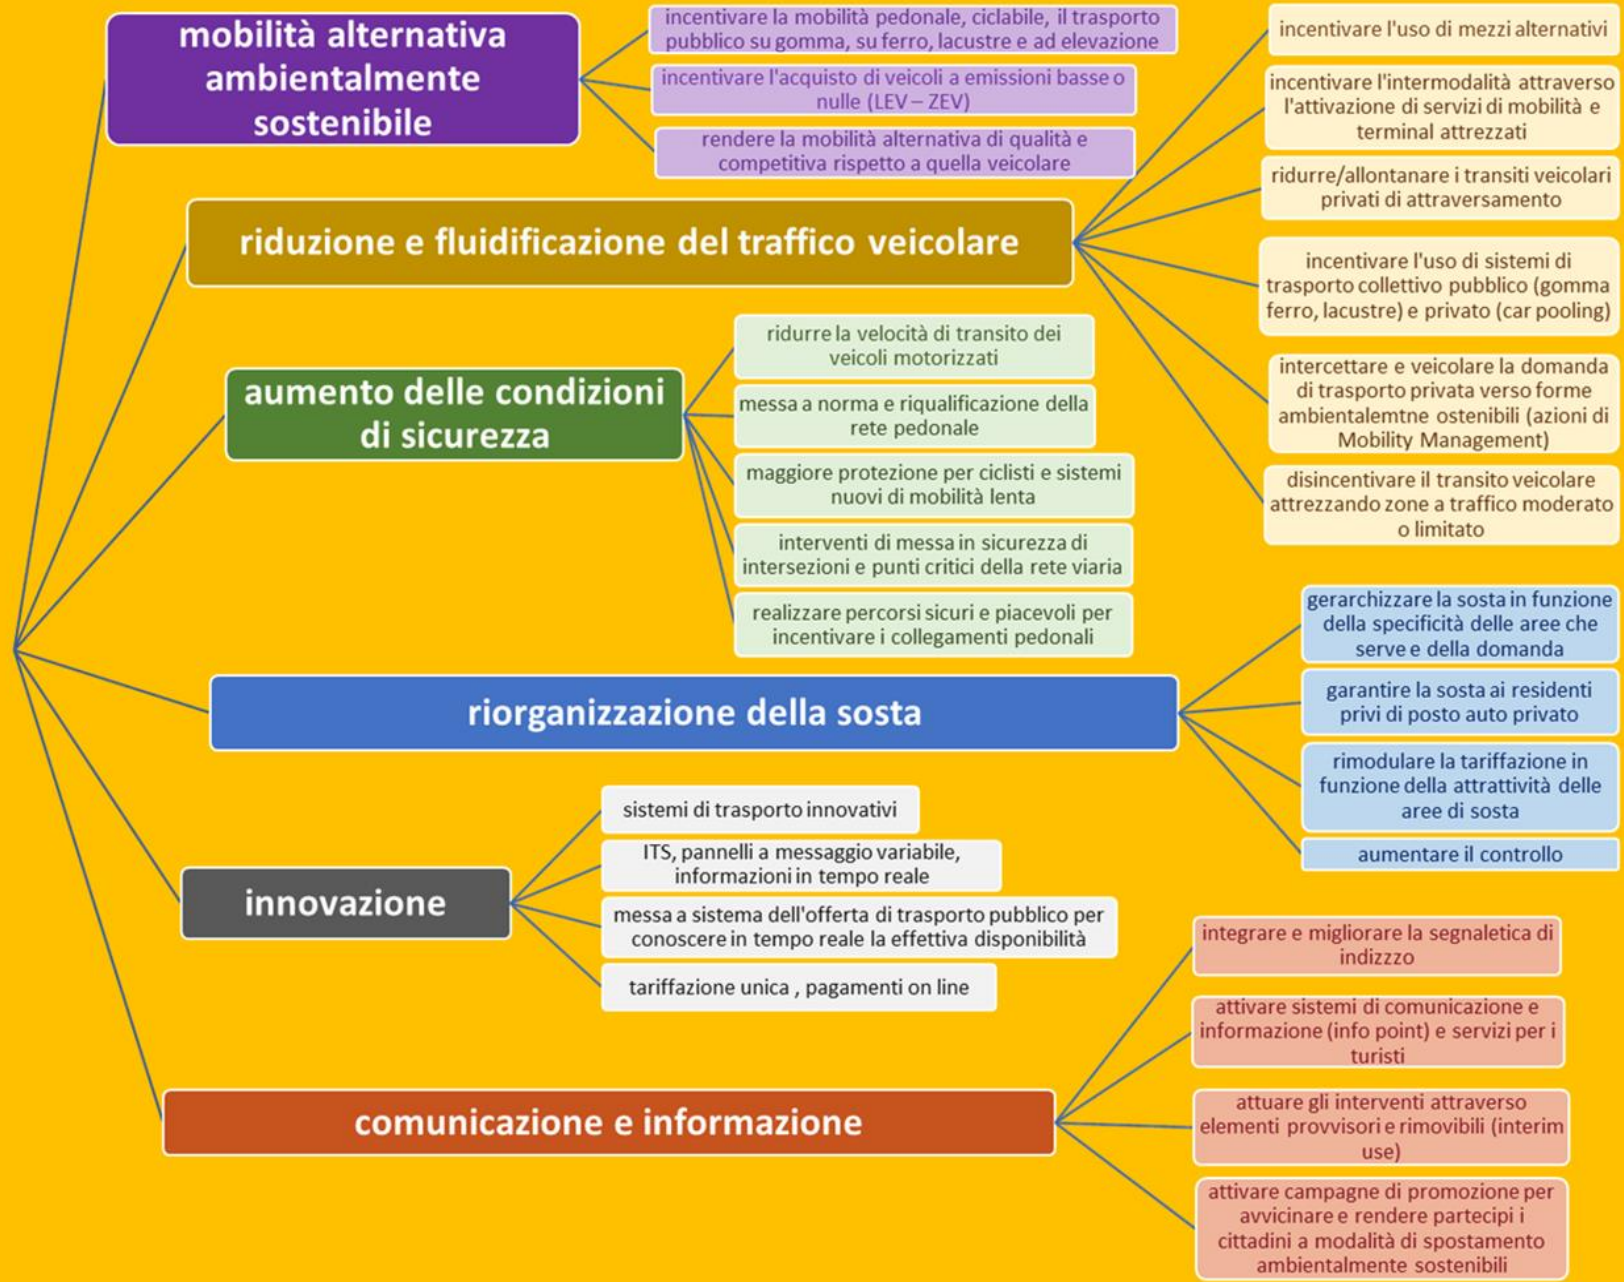 mobilità alternativa
ambientalmente
sostenibile
incentivare la mobilità pedonale, ciclabile, il trasporto
pubblico su gomma, su ferro, lacustre e ad elevazione
incentivare l'acquisto di veicoli a emissioni basse o
nulle (LEV – ZEV)
rendere la mobilità alternativa di qualità e
competitiva rispetto a quella veicolare
riduzione e fluidificazione del traffico veicolare
incentivare l'uso di mezzi alternativi
incentivare l'intermodalità attraverso
l'attivazione di servizi di mobilità e
terminal attrezzati
ridurre/allontanare i transiti veicolari
privati di attraversamento
incentivare l'uso di sistemi di
trasporto collettivo pubblico (gomma
ferro, lacustre) e privato (car pooling)
intercettare e veicolare la domanda
di trasporto privata verso forme
ambientalemtne ostenibili (azioni di
Mobility Management)
disincentivare il transito veicolare
attrezzando zone a traffico moderato
o limitato
aumento delle condizioni
di sicurezza
ridurre la velocità di transito dei
veicoli motorizzati
messa a norma e riqualificazione della
rete pedonale
maggiore protezione per ciclisti e sistemi
nuovi di mobilità lenta
interventi di messa in sicurezza di
intersezioni e punti critici della rete viaria
realizzare percorsi sicuri e piacevoli per
incentivare i collegamenti pedonali
riorganizzazione della sosta
gerarchizzare la sosta in funzione
della specificità delle aree che
serve e della domanda
garantire la sosta ai residenti
privi di posto auto privato
rimodulare la tariffazione in
funzione della attrattività delle
aree di sosta
aumentare il controllo
innovazione
sistemi di trasporto innovativi
ITS, pannelli a messaggio variabile,
informazioni in tempo reale
messa a sistema dell'offerta di trasporto pubblico per
conoscere in tempo reale la effettiva disponibilità
tariffazione unica , pagamenti on line
comunicazione e informazione
integrare e migliorare la segnaletica di
indizzzo
attivare sistemi di comunicazione e
informazione (info point) e servizi per i
turisti
attuare gli interventi attraverso
elementi provvisori e rimovibili (interim
use)
attivare campagne di promozione per
avvicinare e rendere partecipi i
cittadini a modalità di spostamento
ambientalmente sostenibili